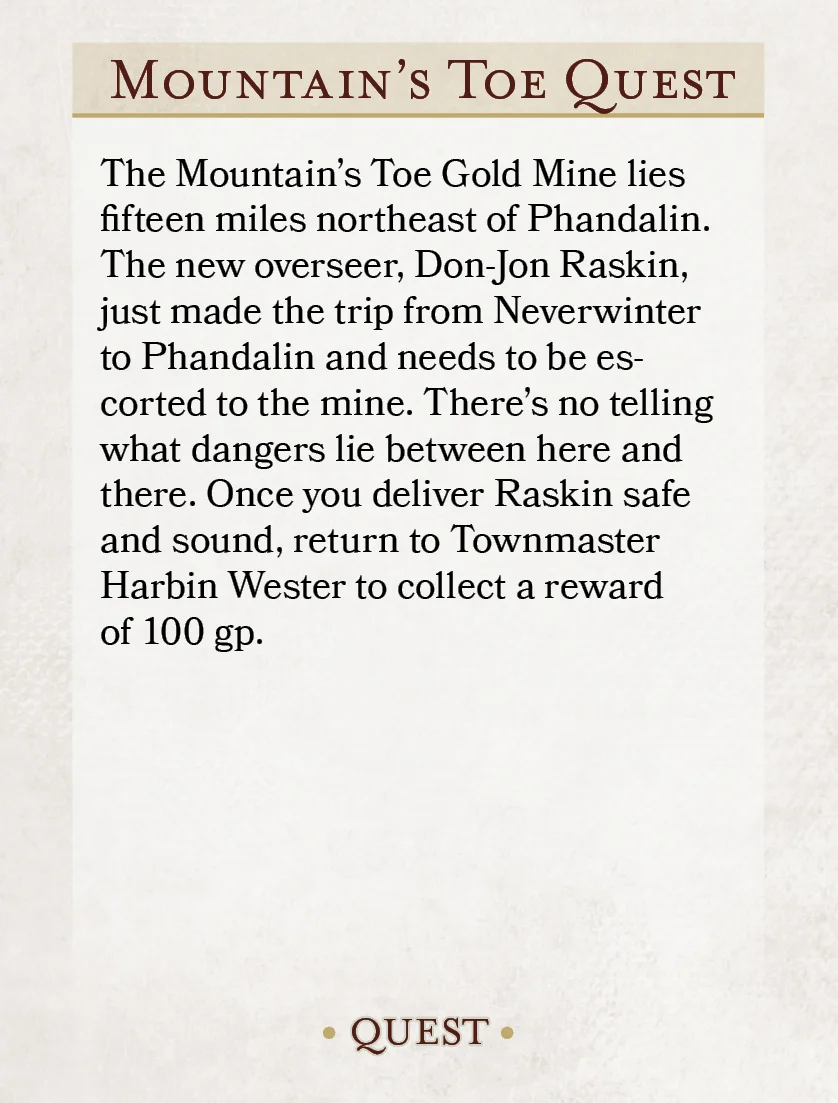 Mountain’s Toe Quest
The Mountain’s Toe Gold Mine lies
fifteen miles northeast of Phandalin.
The new overseer, Don-Jon Raskin,
just made the trip from Neverwinter
to Phandalin and needs to be es-
corted to the mine. There’s no telling
what dangers lie between here and
there. Once you deliver Raskin safe
and sound, return to Townmaster
Harbin Wester to collect a reward
of 100 gp.
• QUEST •